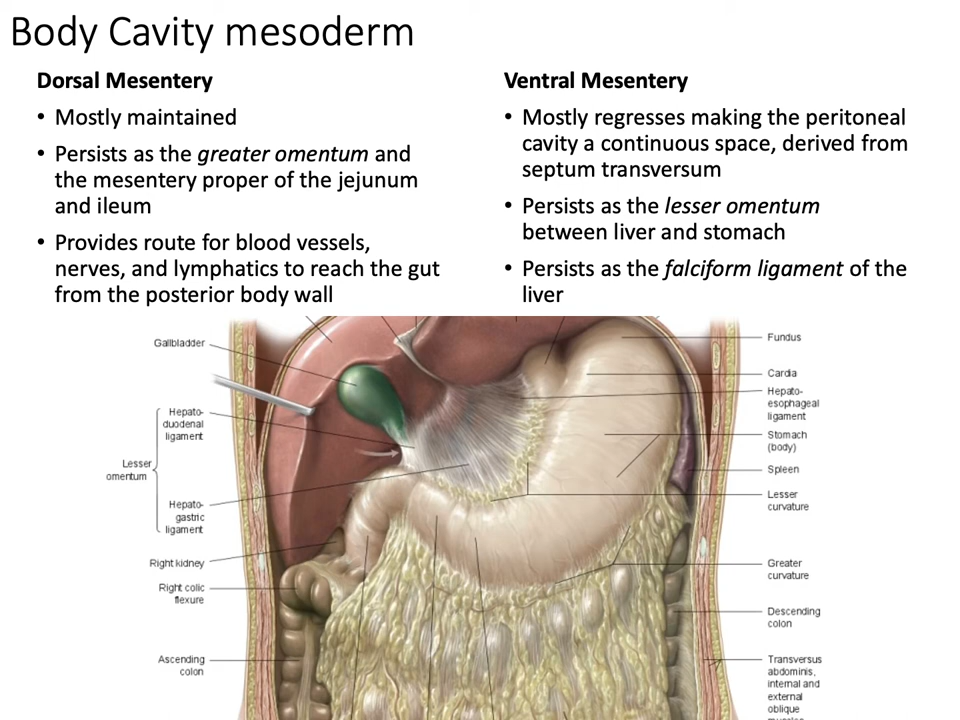 Body Cavity mesoderm
Dorsal Mesentery
• Mostly maintained
• Persists as the greater omentum and
the mesentery proper of the jejunum
and ileum
• Provides route for blood vessels,
nerves, and lymphatics to reach the gut
from the posterior body wall
Ventral Mesentery
• Mostly regresses making the peritoneal
cavity a continuous space, derived from
septum transversum
• Persists as the lesser omentum
between liver and stomach
• Persists as the falciform ligament of the
liver
Gallbladder
Hepato-
duodenal
ligament
Lesser
omentum
Hepato-
gastric
ligament
Right kidney
Right colic
flexure
Ascending
colon
Fundus
Cardia
Hepato-
esophageal
ligament
Stomach
(body)
Spleen
Lesser
curvature
Greater
curvature
Descending
colon
Transversus
abdominis,
internal and
external
oblique